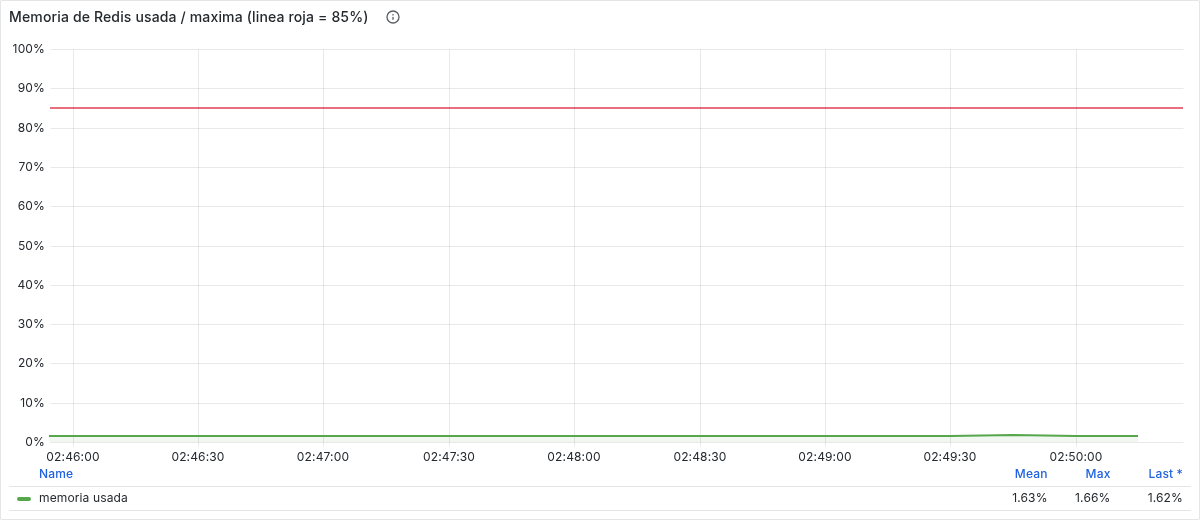 Memoria de Redis usada / maxima (linea roja = 85%)
100%
90%
80%
70%
60%
50%
40%
30%
20%
10%
0%
02:46:00 02:46:30 02:47:00 02:47:30 02:48:00 02:48:30 02:49:00 02:49:30 02:50:00
Name Mean Max Last *
memoria usada 1.63% 1.66% 1.62%